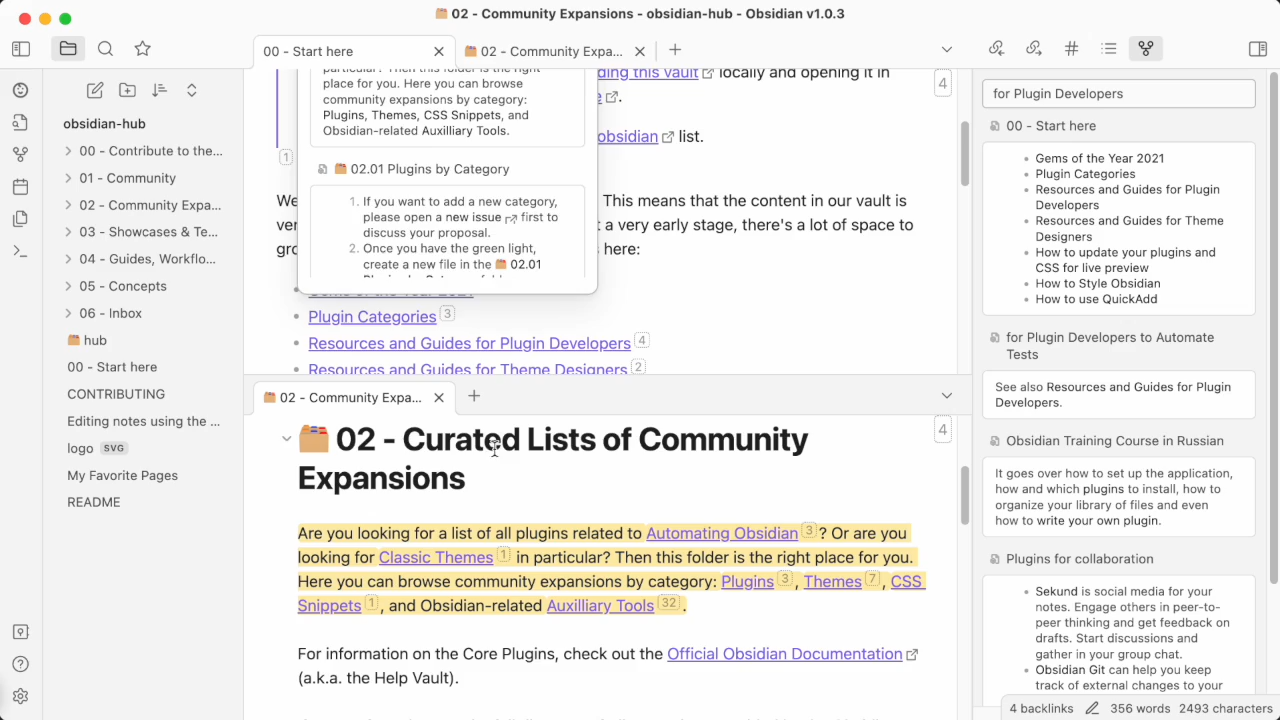 02 - Community Expansions - obsidian-hub - Obsidian v1.0.3
00 - Start here
02 - Community Expa...
obsidian-hub
00 - Contribute to the...
01 - Community
02 - Community Expa...
03 - Showcases & Te...
04 - Guides, Workflo...
05 - Concepts
06 - Inbox
hub
00 - Start here
CONTRIBUTING
Editing notes using the ...
logo SVG
My Favorite Pages
README
place for you. Here you can browse
community expansions by category:
Plugins, Themes, CSS Snippets, and
Obsidian-related Auxilliary Tools.
02.01 Plugins by Category
1. If you want to add a new category,
please open a new issue first to
discuss your proposal.
2. Once you have the green light,
create a new file in the 02.01
ding this vault locally and opening it in
e.
obsidian list.
4
1
We
This means that the content in our vault is
ver
t a very early stage, there's a lot of space to
gro
s here:
Plugin Categories 3
Resources and Guides for Plugin Developers 4
Resources and Guides for Theme Designers 2
02 - Community Expa...
02 - Curated Lists of Community
Expansions
4
Are you looking for a list of all plugins related to Automating Obsidian 3? Or are you
looking for Classic Themes 1 in particular? Then this folder is the right place for you.
Here you can browse community expansions by category: Plugins 3, Themes 7, CSS
Snippets 1, and Obsidian-related Auxilliary Tools 32.
For information on the Core Plugins, check out the Official Obsidian Documentation
(a.k.a. the Help Vault).
for Plugin Developers
00 - Start here
Gems of the Year 2021
Plugin Categories
Resources and Guides for Plugin
Developers
Resources and Guides for Theme
Designers
How to update your plugins and
CSS for live preview
How to Style Obsidian
How to use QuickAdd
for Plugin Developers to Automate
Tests
See also Resources and Guides for Plugin
Developers.
Obsidian Training Course in Russian
It goes over how to set up the application,
how and which plugins to install, how to
organize your library of files and even
how to write your own plugin.
Plugins for collaboration
Sekund is social media for your
notes. Engage others in peer-to-
peer thinking and get feedback on
drafts. Start discussions and
gather in your group chat.
Obsidian Git can help you keep
track of external changes to your
4 backlinks 356 words 2493 characters